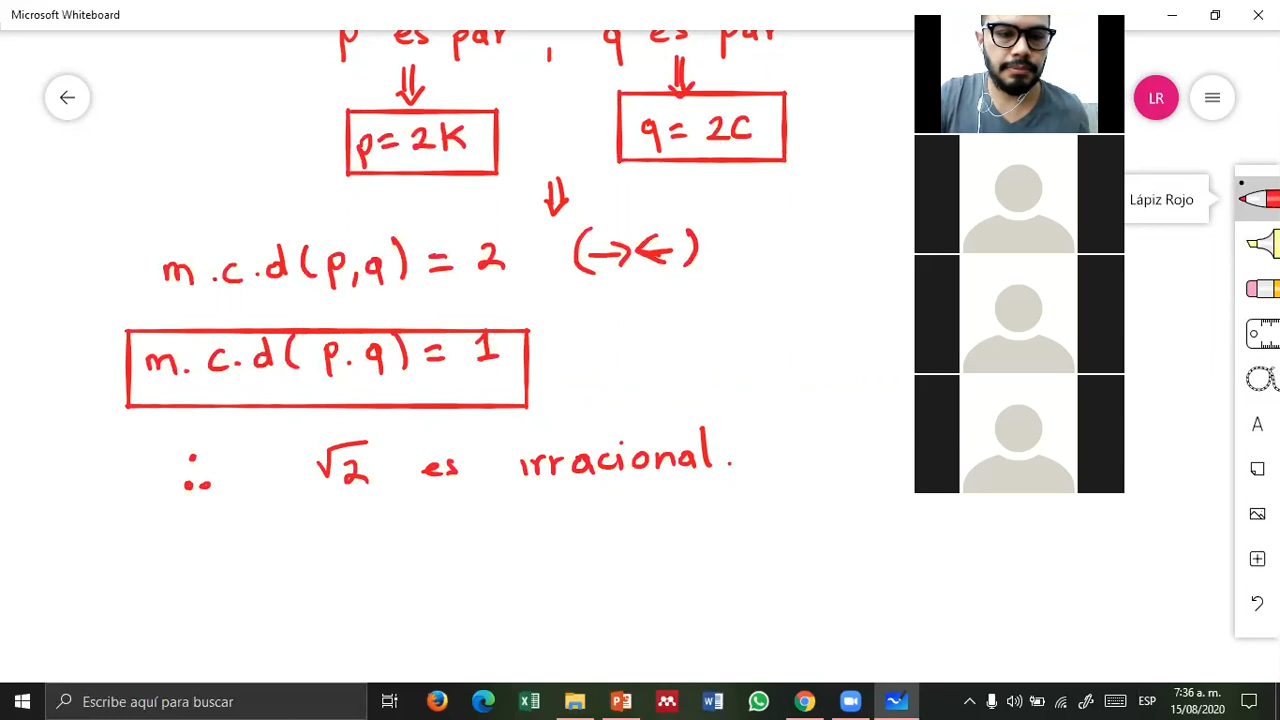 Microsoft Whiteboard
p es par , q es par
⇓ ⇓
p= 2K q= 2C
⇓
m.c.d(p,q) = 2 (→←)
m.c.d( p.q) = 1
∴ √2 es irracional.
LR
Lápiz Rojo
A
Escribe aquí para buscar
ESP
7:36 a. m.
15/08/2020